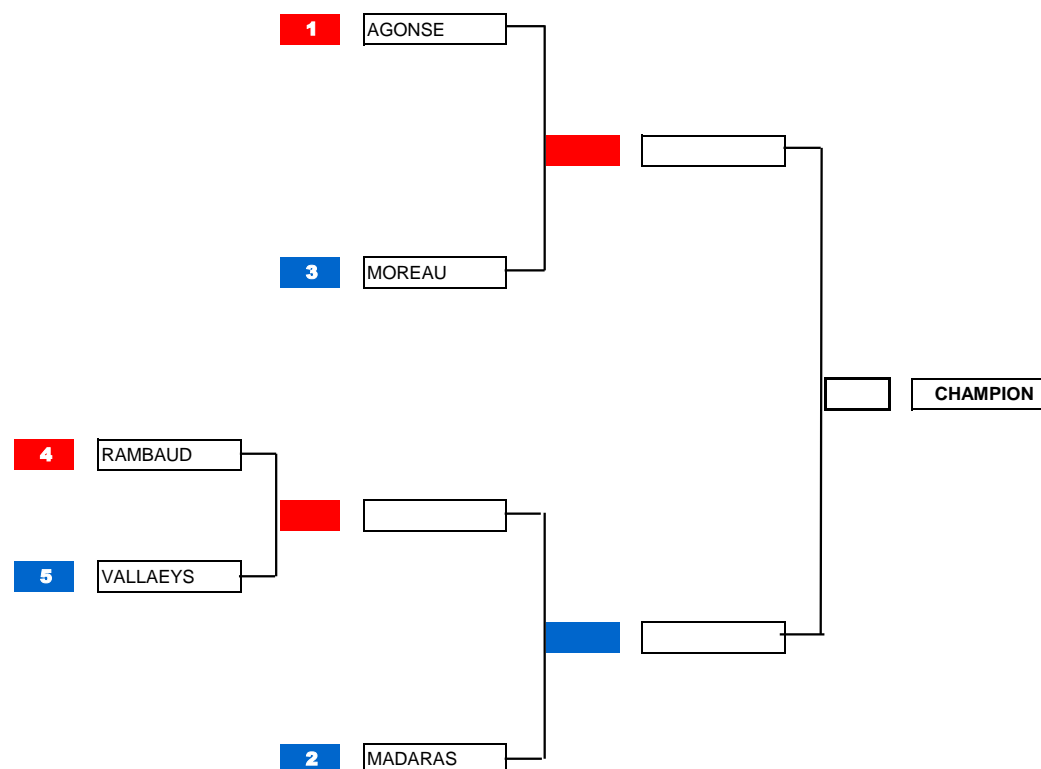 1 AGONSE
3 MOREAU
CHAMPION
4 RAMBAUD
5 VALLAEYS
2 MADARAS